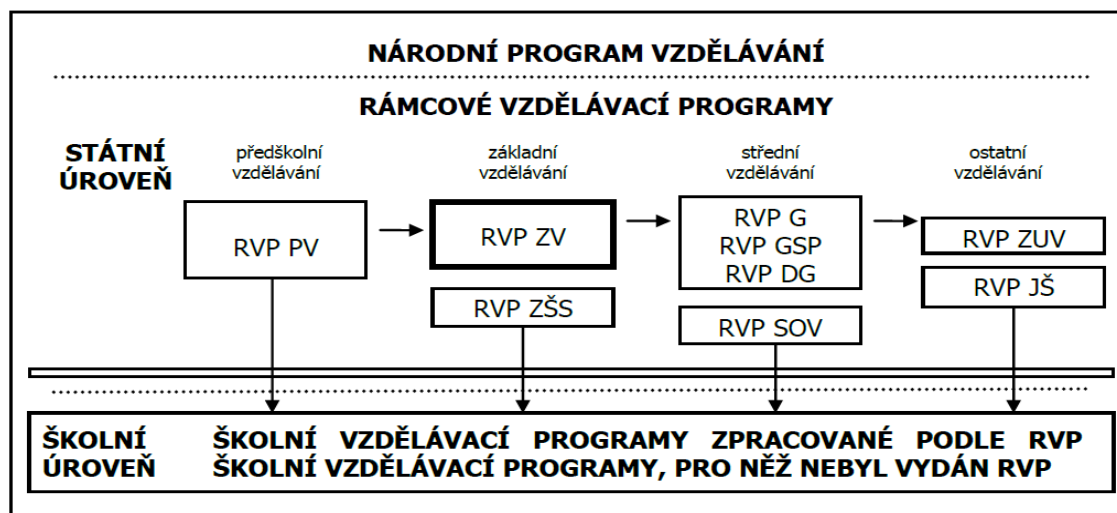 NÁRODNÍ PROGRAM VZDĚLÁVÁNÍ
RÁMCOVÉ VZDĚLÁVACÍ PROGRAMY
STÁTNÍ
ÚROVEŇ
předškolní
vzdělávání
základní
vzdělávání
střední
vzdělávání
ostatní
vzdělávání
RVP PV
RVP ZV
RVP ZŠS
RVP G
RVP GSP
RVP DG
RVP SOV
RVP ZUV
RVP JŠ
ŠKOLNÍ ŠKOLNÍ VZDĚLÁVACÍ PROGRAMY ZPRACOVANÉ PODLE RVP
ÚROVEŇ ŠKOLNÍ VZDĚLÁVACÍ PROGRAMY, PRO NĚŽ NEBYL VYDÁN RVP